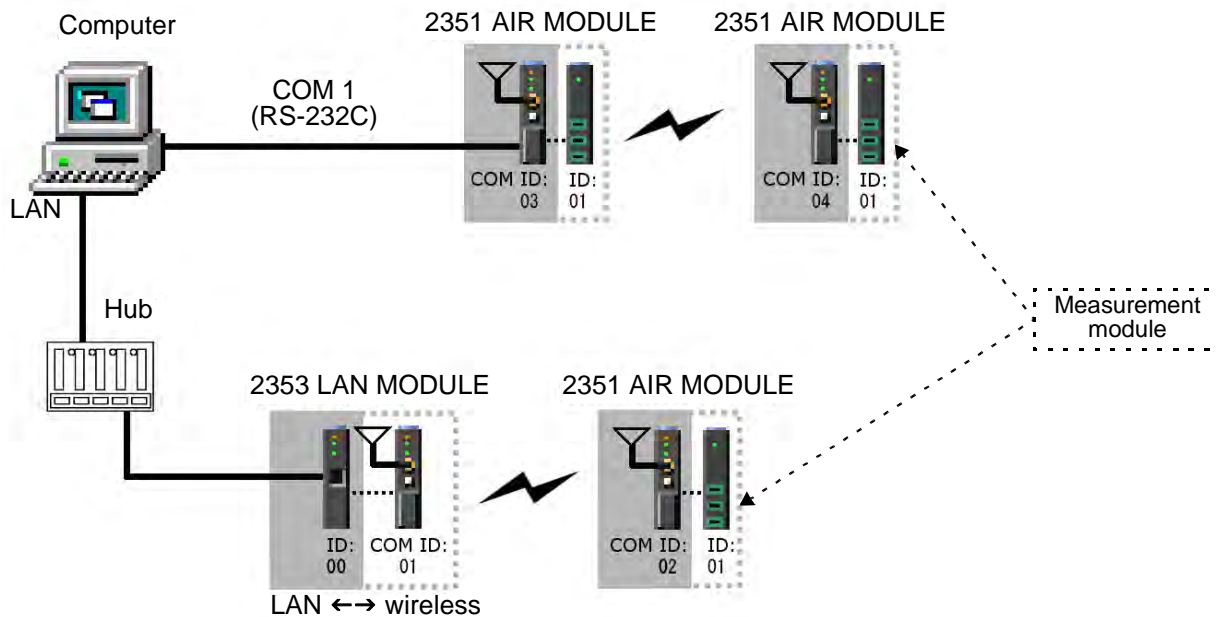 Computer
2351 AIR MODULE
2351 AIR MODULE
COM 1
(RS-232C)
COM ID:
03
ID:
01
COM ID:
04
ID:
01
LAN
Hub
Measurement
module
2353 LAN MODULE
2351 AIR MODULE
ID:
00
COM ID:
01
COM ID:
02
ID:
01
LAN ←→ wireless